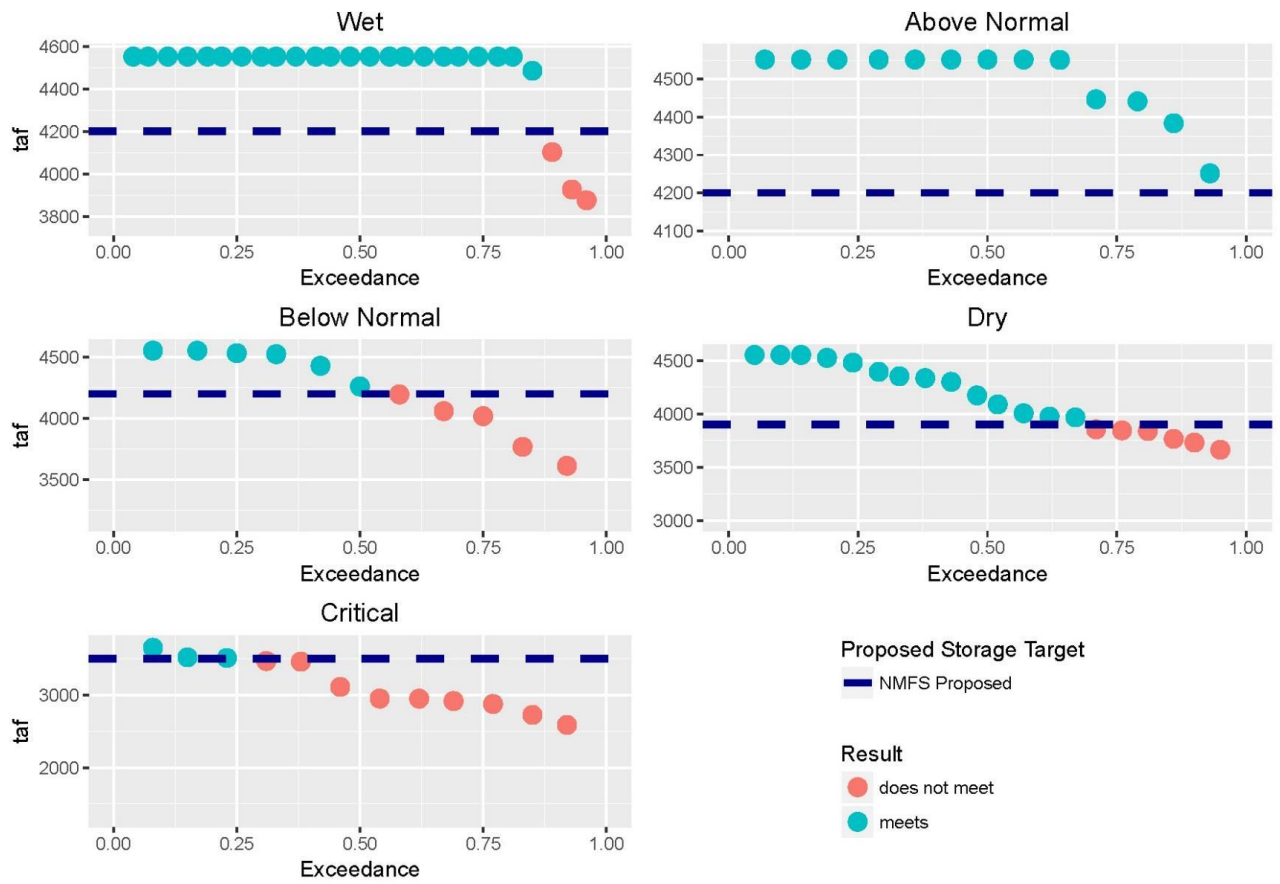 Wet
4600
4400
4200
4000
3800
taf
0.00 0.25 0.50 0.75 1.00
Exceedance
Above Normal
4500
4400
4300
4200
4100
0.00 0.25 0.50 0.75 1.00
Exceedance
Below Normal
4500
4000
3500
taf
0.00 0.25 0.50 0.75 1.00
Exceedance
Dry
4500
4000
3500
3000
0.00 0.25 0.50 0.75 1.00
Exceedance
Critical
3000
2000
taf
0.00 0.25 0.50 0.75 1.00
Exceedance
Proposed Storage Target
NMFS Proposed
Result
does not meet
meets